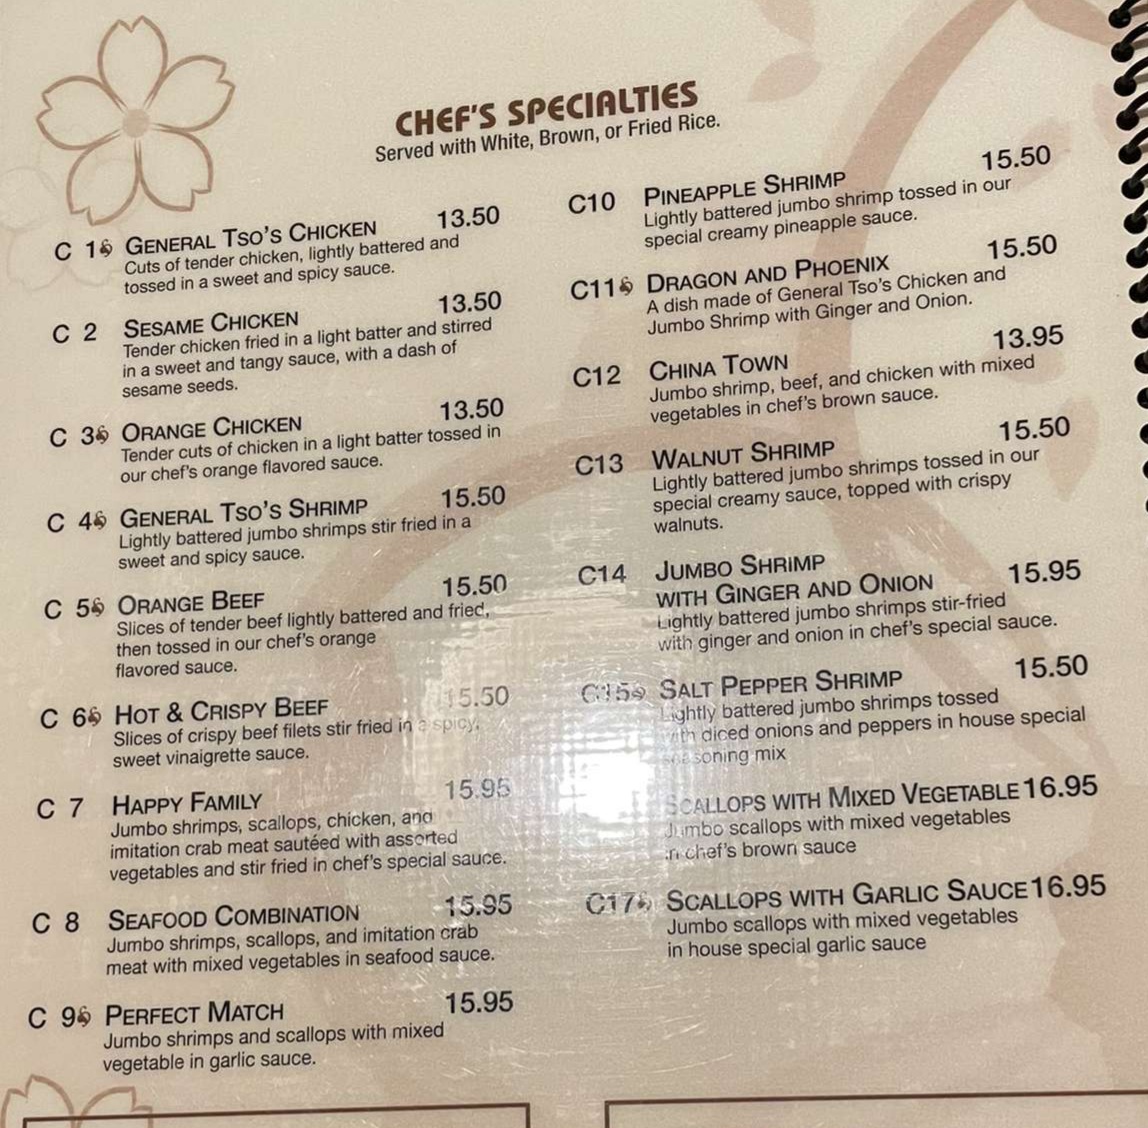 CHEF'S SPECIALTIES
Served with White, Brown, or Fried Rice.
C 1 GENERAL TSO'S CHICKEN 13.50
Cuts of tender chicken, lightly battered and
tossed in a sweet and spicy sauce.
C 2 SESAME CHICKEN 13.50
Tender chicken fried in a light batter and stirred
in a sweet and tangy sauce, with a dash of
sesame seeds.
C 3 ORANGE CHICKEN 13.50
Tender cuts of chicken in a light batter tossed in
our chef's orange flavored sauce.
C 4 GENERAL TSO'S SHRIMP 15.50
Lightly battered jumbo shrimps stir fried in a
sweet and spicy sauce.
C 5 ORANGE BEEF 15.50
Slices of tender beef lightly battered and fried,
then tossed in our chef's orange
flavored sauce.
C 6 HOT & CRISPY BEEF 15.50
Slices of crispy beef filets stir fried in a spicy,
sweet vinaigrette sauce.
C 7 HAPPY FAMILY 15.95
Jumbo shrimps, scallops, chicken, and
imitation crab meat sautéed with assorted
vegetables and stir fried in chef's special sauce.
C 8 SEAFOOD COMBINATION 15.95
Jumbo shrimps, scallops, and imitation crab
meat with mixed vegetables in seafood sauce.
C 9 PERFECT MATCH 15.95
Jumbo shrimps and scallops with mixed
vegetable in garlic sauce.
C10 PINEAPPLE SHRIMP 15.50
Lightly battered jumbo shrimp tossed in our
special creamy pineapple sauce.
C11 DRAGON AND PHOENIX 15.50
A dish made of General Tso's Chicken and
Jumbo Shrimp with Ginger and Onion.
C12 CHINA TOWN 13.95
Jumbo shrimp, beef, and chicken with mixed
vegetables in chef's brown sauce.
C13 WALNUT SHRIMP 15.50
Lightly battered jumbo shrimps tossed in our
special creamy sauce, topped with crispy
walnuts.
C14 JUMBO SHRIMP
WITH GINGER AND ONION 15.95
Lightly battered jumbo shrimps stir-fried
with ginger and onion in chef's special sauce.
C15 SALT PEPPER SHRIMP 15.50
Lightly battered jumbo shrimps tossed
with diced onions and peppers in house special
seasoning mix
SCALLOPS WITH MIXED VEGETABLE 16.95
Jumbo scallops with mixed vegetables
in chef's brown sauce
C17 SCALLOPS WITH GARLIC SAUCE 16.95
Jumbo scallops with mixed vegetables
in house special garlic sauce